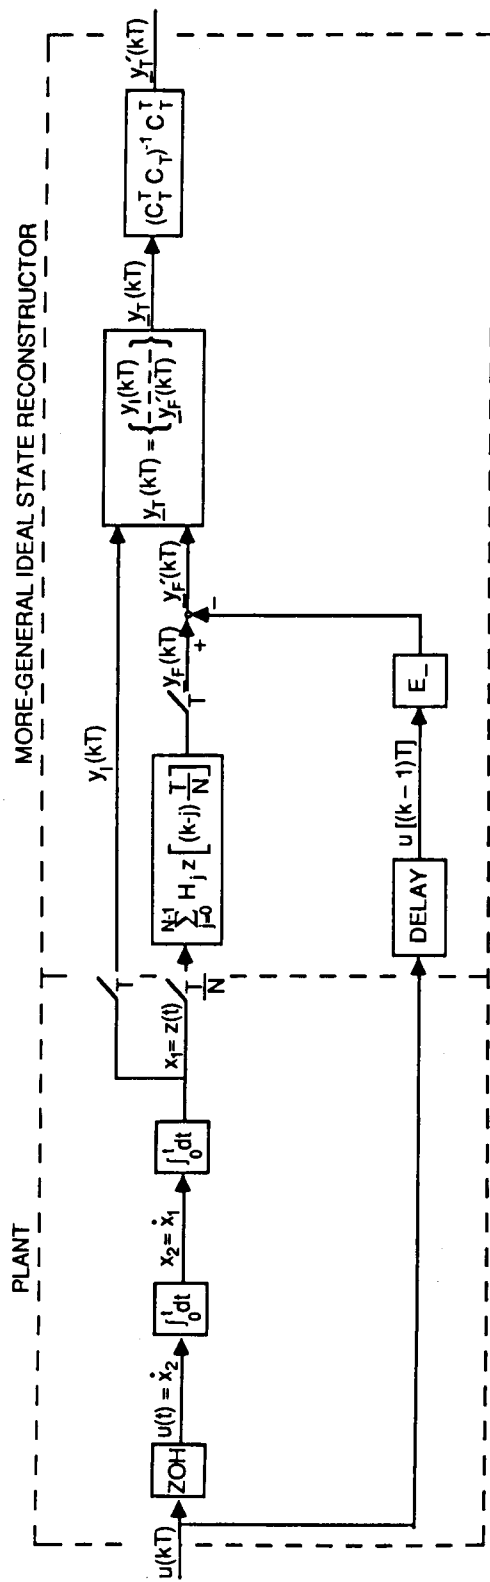 PLANT
MORE-GENERAL IDEAL STATE RECONSTRUCTOR
u(kT)
ZOH
u(t) = ẋ₂
∫₀ᵗdt
x₂ = ẋ₁
∫₀ᵗdt
x₁ = z(t)
T
T/N
y_I(kT)
∑_{j=0}^{N-1} H_j z [(k-j) T/N]
T
y_F(kT)
+
−
y_F′(kT)
y_T(kT) = { y_I(kT) / y_F′(kT) }
y_T(kT)
(C_T^T C_T)⁻¹ C_T^T
y_T′(kT)
DELAY
u [(k − 1) T]
E_